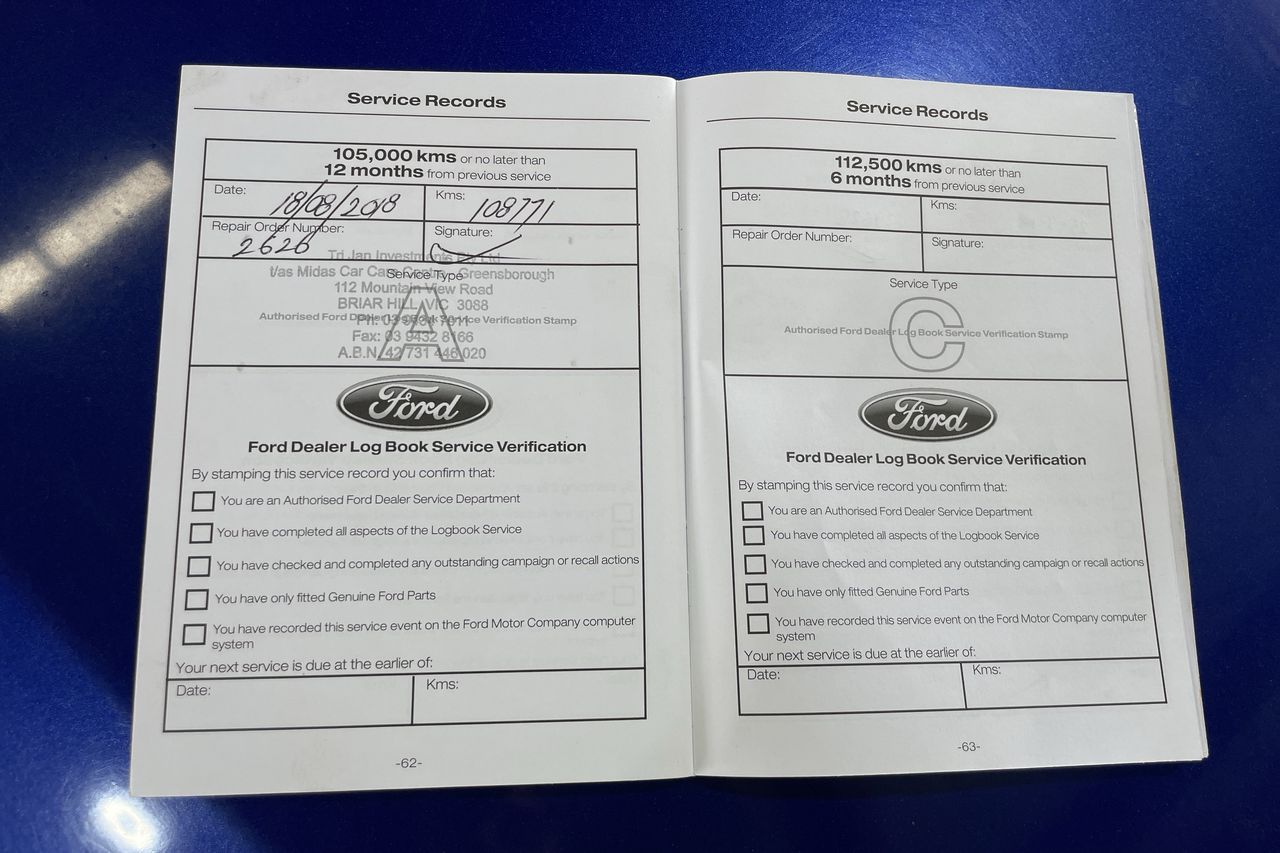 Service Records
105,000 kms or no later than
12 months from previous service
Date:
18/08/2018
Kms:
108771
Repair Order Number:
2626
Signature:
Tri Jan Investments Pty Ltd
t/as Midas Car Care Centre Greensborough
Service Type
112 Mountain View Road
BRIAR HILL VIC 3088
Authorised Ford Dealer Log Book Service Verification Stamp
Ph: 03
Fax: 03 9432 8166
A.B.N. 42 731 446 020
A
Ford
Ford Dealer Log Book Service Verification
By stamping this service record you confirm that:
You are an Authorised Ford Dealer Service Department
You have completed all aspects of the Logbook Service
You have checked and completed any outstanding campaign or recall actions
You have only fitted Genuine Ford Parts
You have recorded this service event on the Ford Motor Company computer
system
Your next service is due at the earlier of:
Date:
Kms:
-62-
Service Records
112,500 kms or no later than
6 months from previous service
Date:
Kms:
Repair Order Number:
Signature:
Service Type
C
Authorised Ford Dealer Log Book Service Verification Stamp
Ford
Ford Dealer Log Book Service Verification
By stamping this service record you confirm that:
You are an Authorised Ford Dealer Service Department
You have completed all aspects of the Logbook Service
You have checked and completed any outstanding campaign or recall actions
You have only fitted Genuine Ford Parts
You have recorded this service event on the Ford Motor Company computer
system
Your next service is due at the earlier of:
Date:
Kms:
-63-